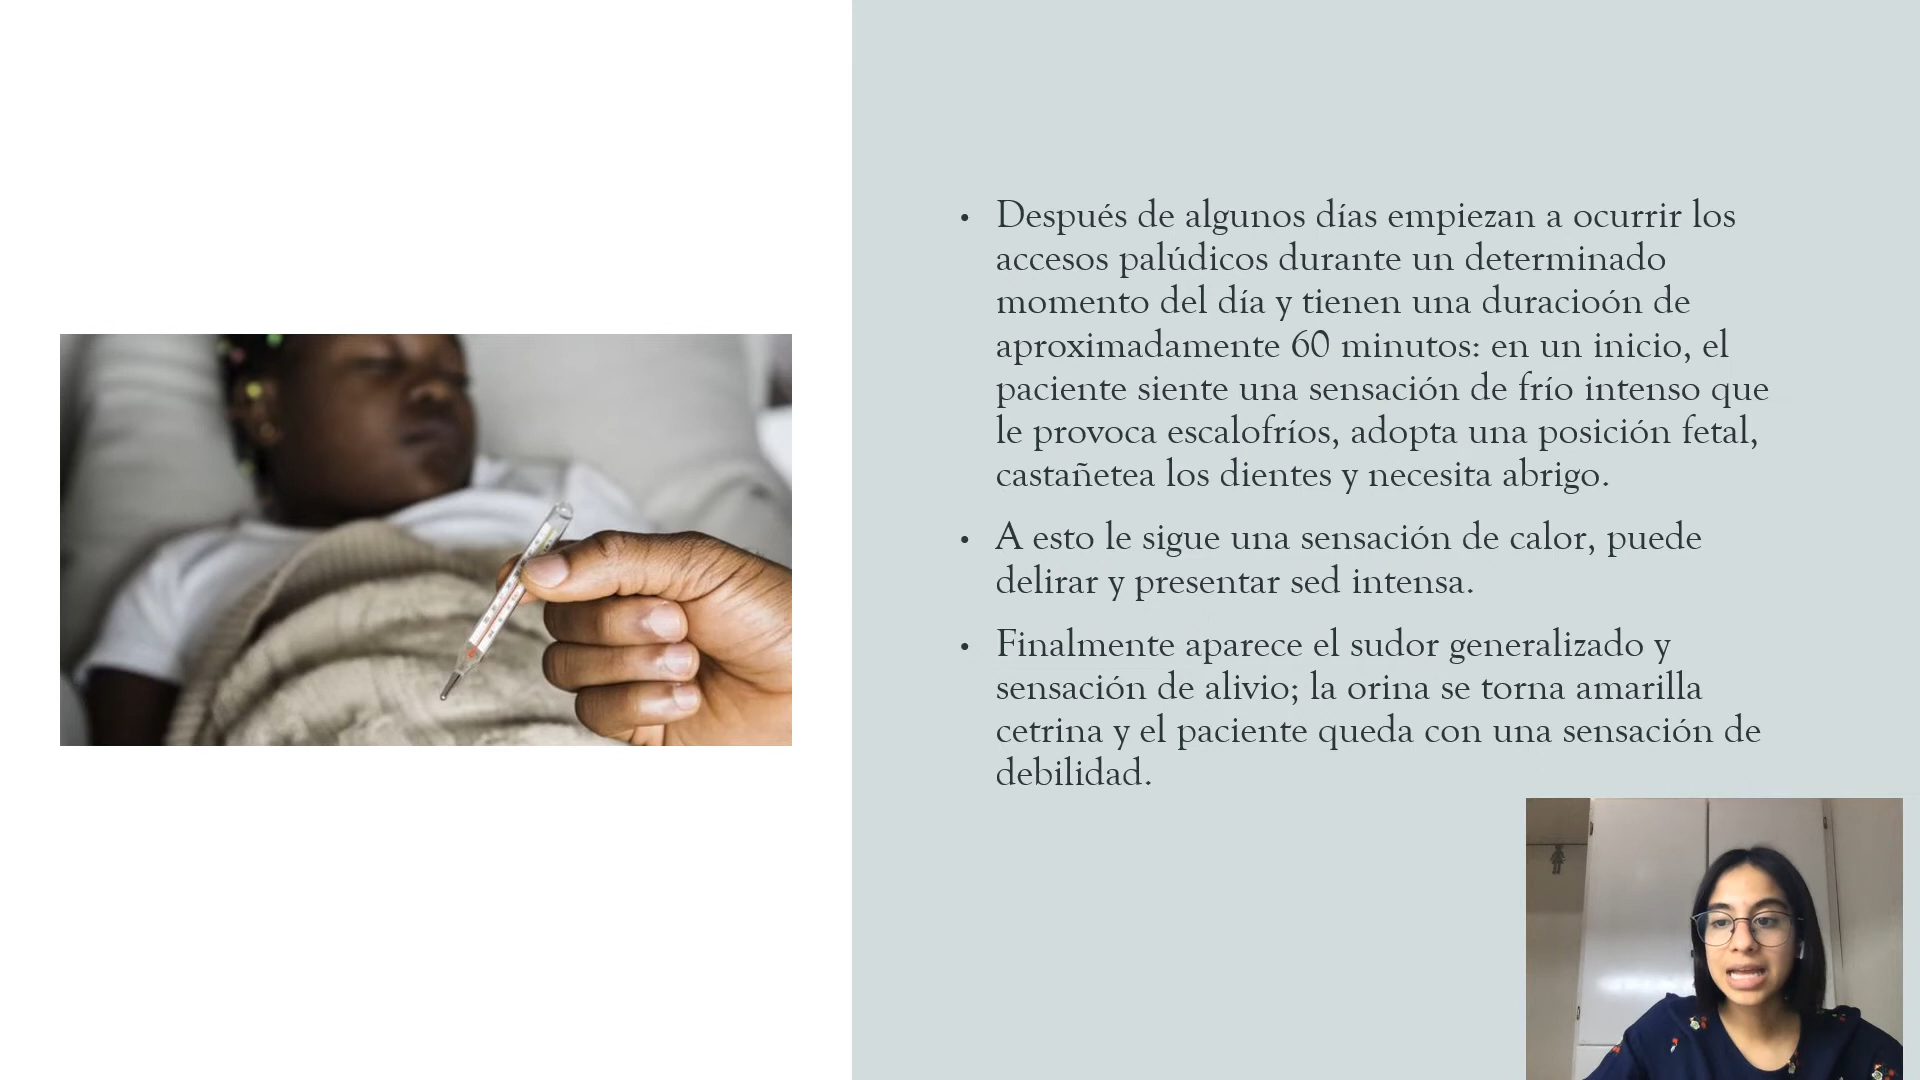 • Después de algunos días empiezan a ocurrir los
accesos palúdicos durante un determinado
momento del día y tienen una duracioón de
aproximadamente 60 minutos: en un inicio, el
paciente siente una sensación de frío intenso que
le provoca escalofríos, adopta una posición fetal,
castañetea los dientes y necesita abrigo.
• A esto le sigue una sensación de calor, puede
delirar y presentar sed intensa.
• Finalmente aparece el sudor generalizado y
sensación de alivio; la orina se torna amarilla
cetrina y el paciente queda con una sensación de
debilidad.